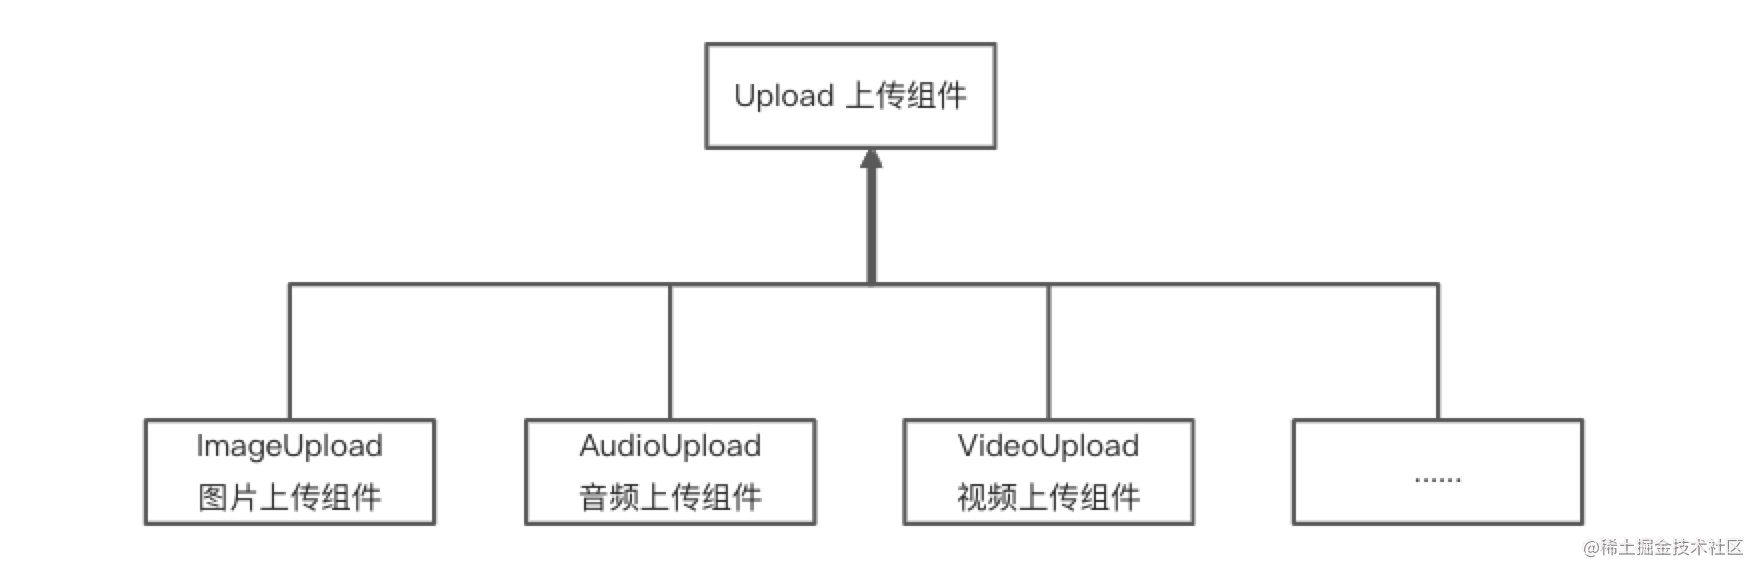 Upload 上传组件
ImageUpload
图片上传组件
AudioUpload
音频上传组件
VideoUpload
视频上传组件
......
@稀土掘金技术社区